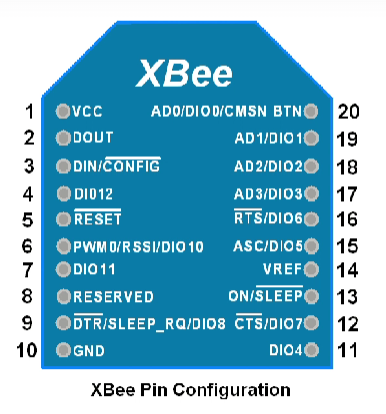 XBee
1 VCC AD0/DIO0/CMSN BTN 20
2 DOUT AD1/DIO1 19
3 DIN/CONFIG AD2/DIO2 18
4 DI012 AD3/DIO3 17
5 RESET RTS/DIO6 16
6 PWM0/RSSI/DIO10 ASC/DIO5 15
7 DIO11 VREF 14
8 RESERVED ON/SLEEP 13
9 DTR/SLEEP_RQ/DIO8 CTS/DIO7 12
10 GND DIO4 11
XBee Pin Configuration